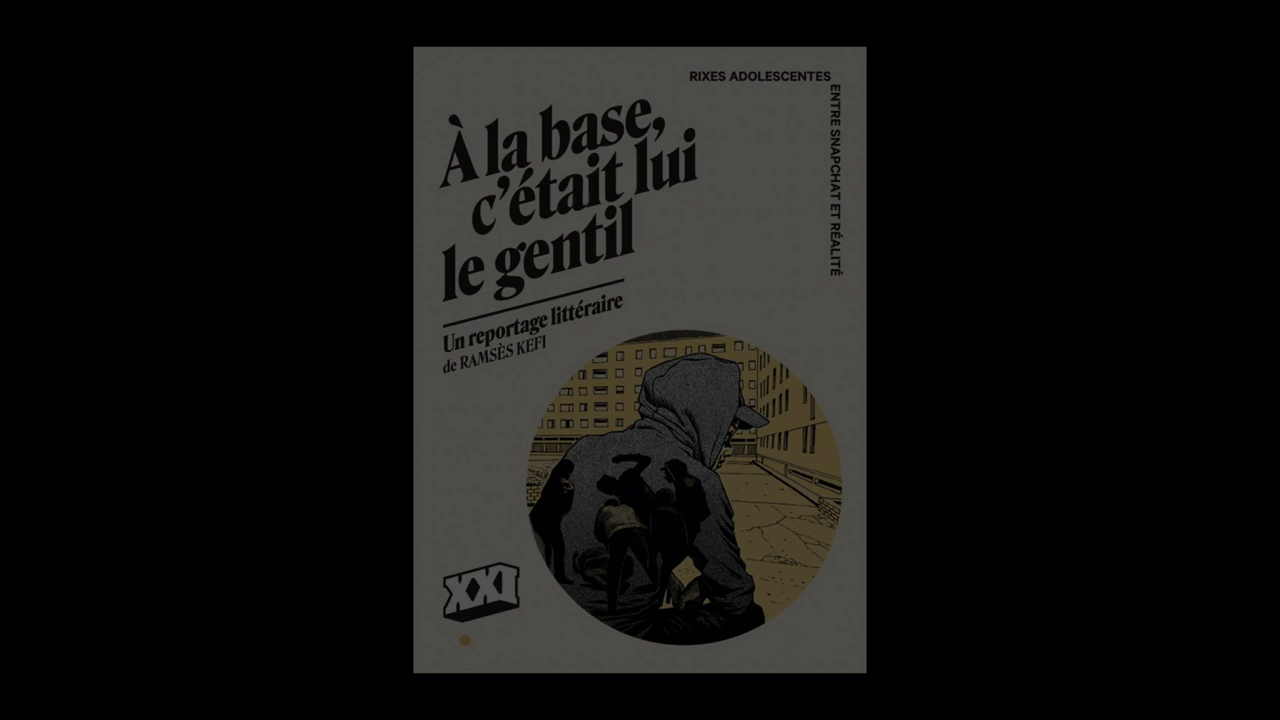 RIXES ADOLESCENTES
ENTRE SNAPCHAT ET RÉALITÉ
À la base,
c’était lui
le gentil
Un reportage littéraire
de RAMSÈS KEFI
XXI